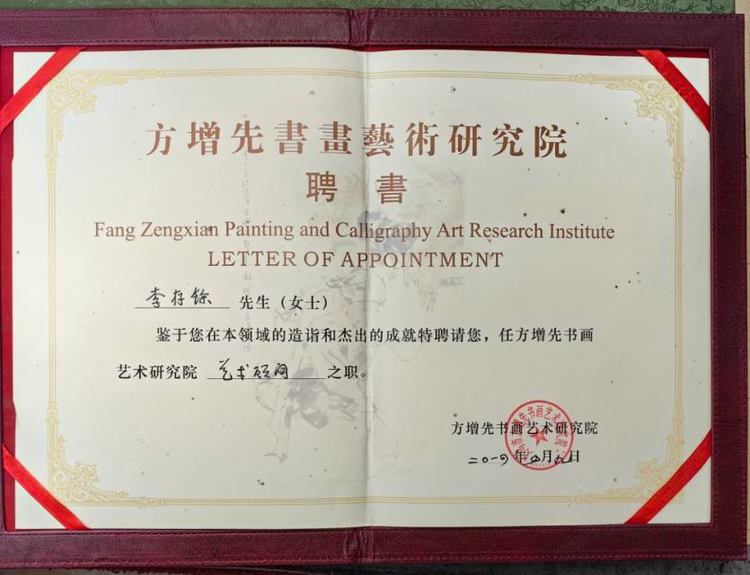 方增先書畫藝術研究院
聘書
Fang Zengxian Painting and Calligraphy Art Research Institute
LETTER OF APPOINTMENT
李存馀 先生（女士）
鉴于您在本领域的造诣和杰出的成就特聘请您，任方增先书画
艺术研究院 艺术顾问 之职。
方增先书画艺术研究院
二〇一 年 月 日